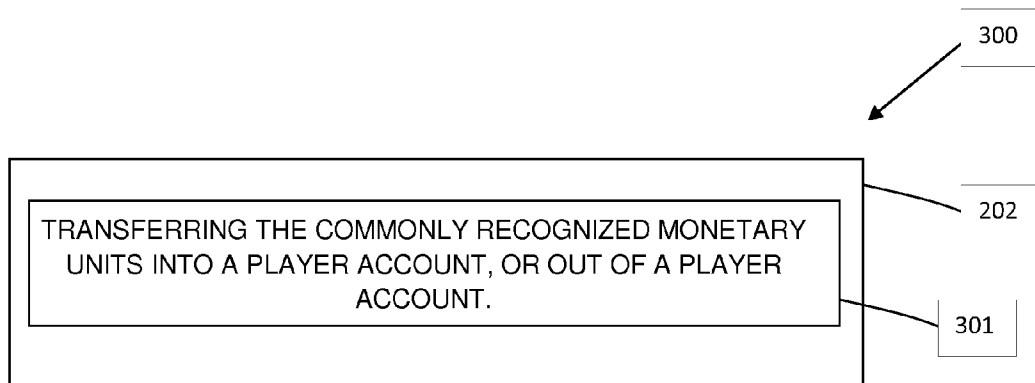 300
202
TRANSFERRING THE COMMONLY RECOGNIZED MONETARY
UNITS INTO A PLAYER ACCOUNT, OR OUT OF A PLAYER
ACCOUNT.
301